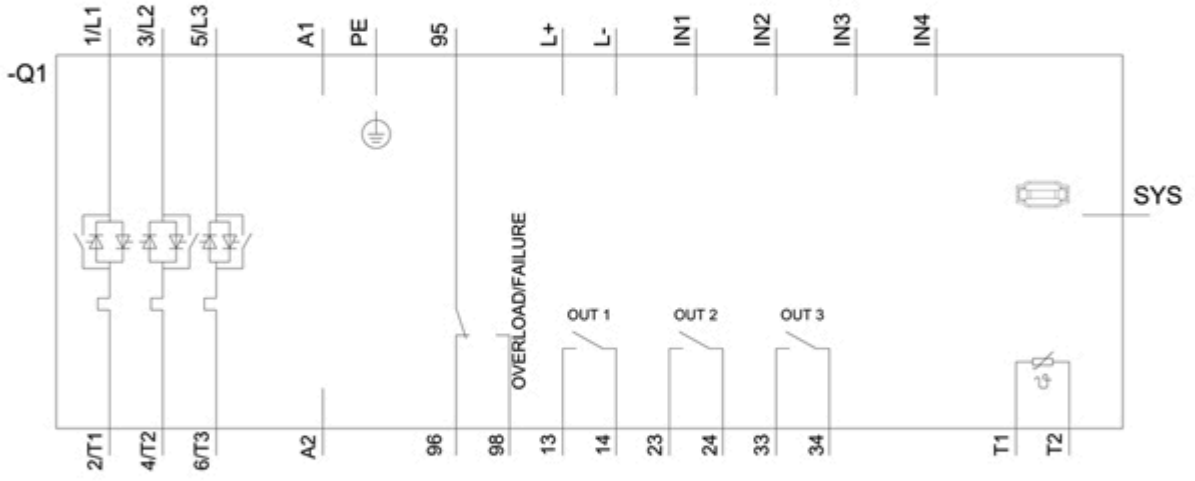 1/L1 3/L2 5/L3 A1 PE 95 L+ L- IN1 IN2 IN3 IN4
-Q1
SYS
OVERLOAD/FAILURE
OUT 1 OUT 2 OUT 3
ϑ
2/T1 4/T2 6/T3 A2 96 98 13 14 23 24 33 34 T1 T2